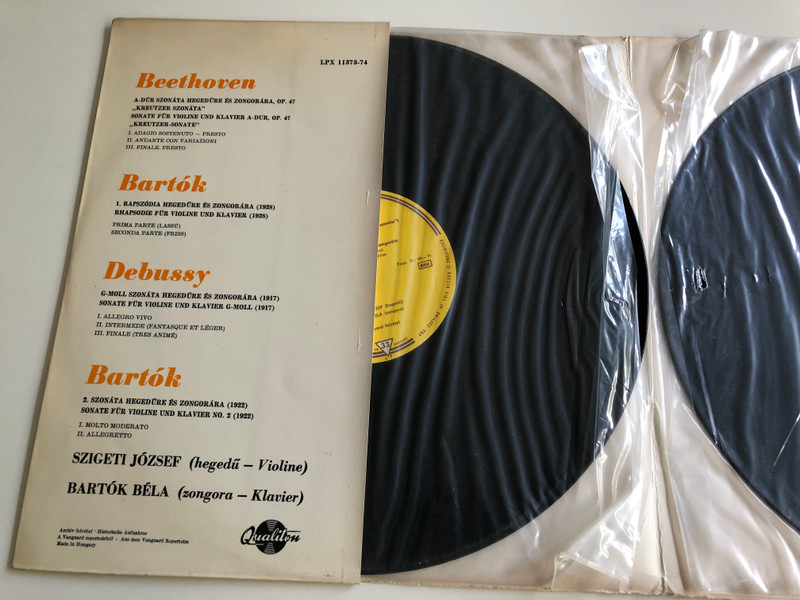 LPX 11373-74
Beethoven
A-DÚR SZONÁTA HEGEDŰRE ÉS ZONGORÁRA, OP. 47
„KREUTZER SZONÁTA"
SONATE FÜR VIOLINE UND KLAVIER A-DUR, OP. 47
„KREUTZER-SONATE"
I. ADAGIO SOSTENUTO — PRESTO
II. ANDANTE CON VARIAZIONI
III. FINALE. PRESTO
Bartók
1. RAPSZÓDIA HEGEDŰRE ÉS ZONGORÁRA (1928)
RHAPSODIE FÜR VIOLINE UND KLAVIER (1928)
PRIMA PARTE (LASSÚ)
SECONDA PARTE (FRISS)
Debussy
G-MOLL SZONÁTA HEGEDŰRE ÉS ZONGORÁRA (1917)
SONATE FÜR VIOLINE UND KLAVIER G-MOLL (1917)
I. ALLEGRO VIVO
II. INTERMEDE (FANTASQUE ET LÉGER)
III. FINALE (TRES ANIMÉ)
Bartók
2. SZONÁTA HEGEDŰRE ÉS ZONGORÁRA (1922)
SONATE FÜR VIOLINE UND KLAVIER NO. 2 (1922)
I. MOLTO MODERATO
II. ALLEGRETTO
SZIGETI JÓZSEF (hegedű — Violine)
BARTÓK BÉLA (zongora — Klavier)
Archív felvétel · Historische Aufnahme
A Vanguard repertoárból · Aus dem Vanguard Repertoire
Made in Hungary
Qualiton
33